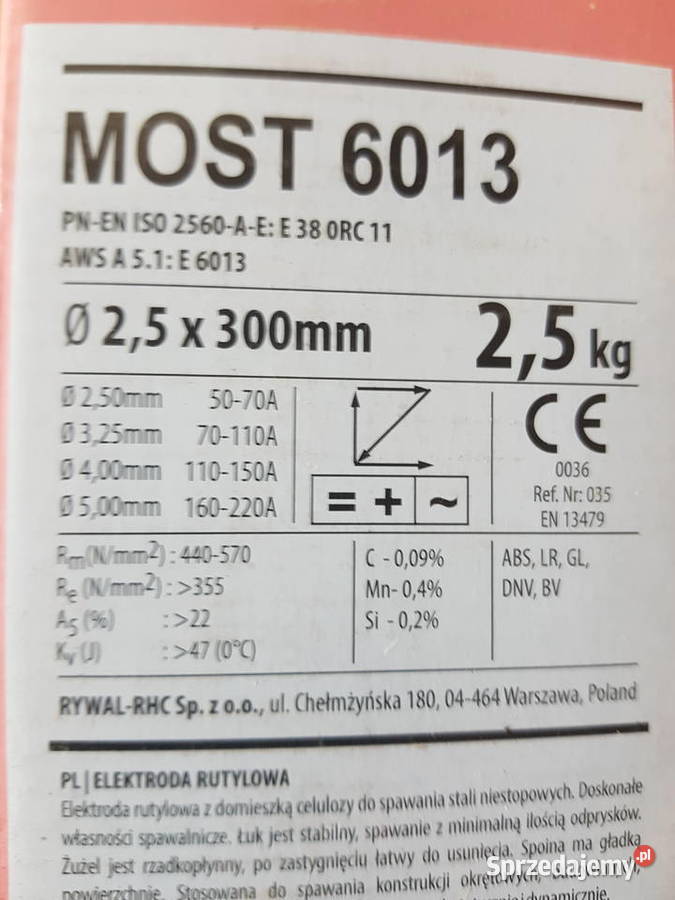 MOST 6013
PN-EN ISO 2560-A-E: E 38 0RC 11
AWS A 5.1: E 6013
Ø 2,5 x 300mm 2,5 kg
Ø 2,50mm 50-70A
Ø 3,25mm 70-110A
Ø 4,00mm 110-150A
Ø 5,00mm 160-220A
= + ~
CE
0036
Ref. Nr: 035
EN 13479
Rm(N/mm2) : 440-570
Re (N/mm2) : >355
A5 (%) : >22
Kv (J) : >47 (0°C)
C - 0,09%
Mn- 0,4%
Si - 0,2%
ABS, LR, GL,
DNV, BV
RYWAL-RHC Sp. z o.o., ul. Chełmżyńska 180, 04-464 Warszawa, Poland
PL | ELEKTRODA RUTYLOWA
Elektroda rutylowa z domieszką celulozy do spawania stali niestopowych. Doskonałe
własności spawalnicze. Łuk jest stabilny, spawanie z minimalną ilością odprysków.
Żużel jest rzadkopłynny, po zastygnięciu łatwy do usunięcia. Spoina ma gładką
powierzchnię. Stosowana do spawania konstrukcji okrętowych,
dynamicznie.
Sprzedajemy.pl